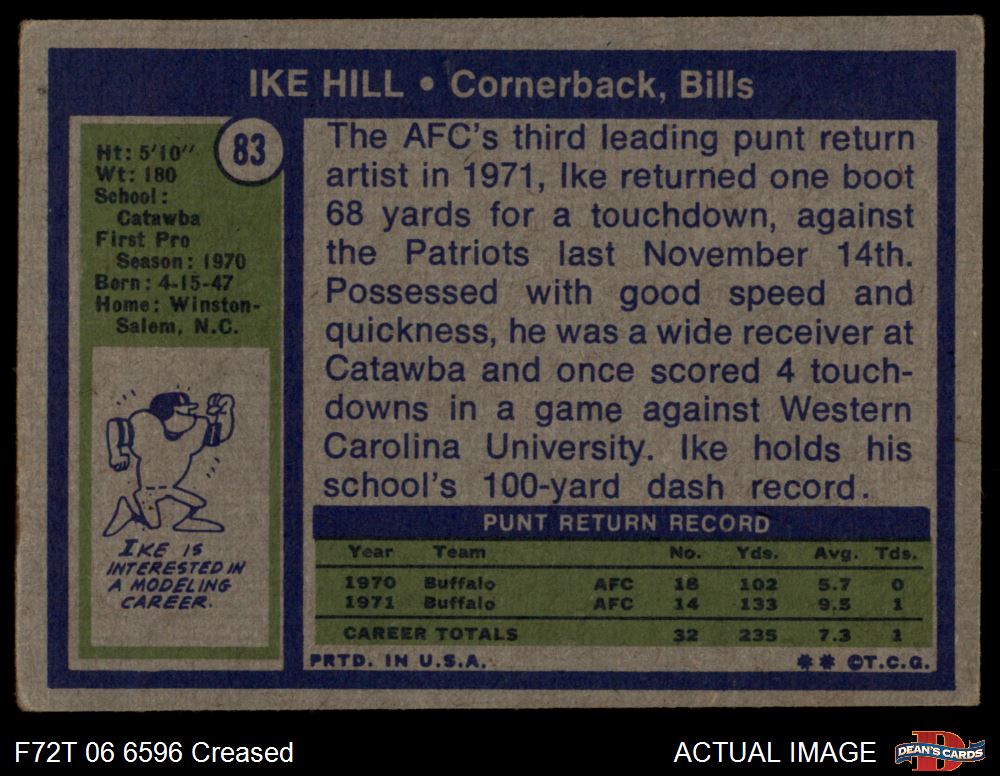 IKE HILL • Cornerback, Bills
83
Ht: 5'10"
Wt: 180
School:
Catawba
First Pro
Season: 1970
Born: 4-15-47
Home: Winston-
Salem, N.C.
IKE IS
INTERESTED IN
A MODELING
CAREER.
The AFC's third leading punt return
artist in 1971, Ike returned one boot
68 yards for a touchdown, against
the Patriots last November 14th.
Possessed with good speed and
quickness, he was a wide receiver at
Catawba and once scored 4 touch-
downs in a game against Western
Carolina University. Ike holds his
school's 100-yard dash record.
PUNT RETURN RECORD
Year Team No. Yds. Avg. Tds.
1970 Buffalo AFC 18 102 5.7 0
1971 Buffalo AFC 14 133 9.5 1
CAREER TOTALS 32 235 7.3 1
PRTD. IN U.S.A. ** ©T.C.G.
F72T 06 6596 Creased
ACTUAL IMAGE
D
DEAN'S CARDS